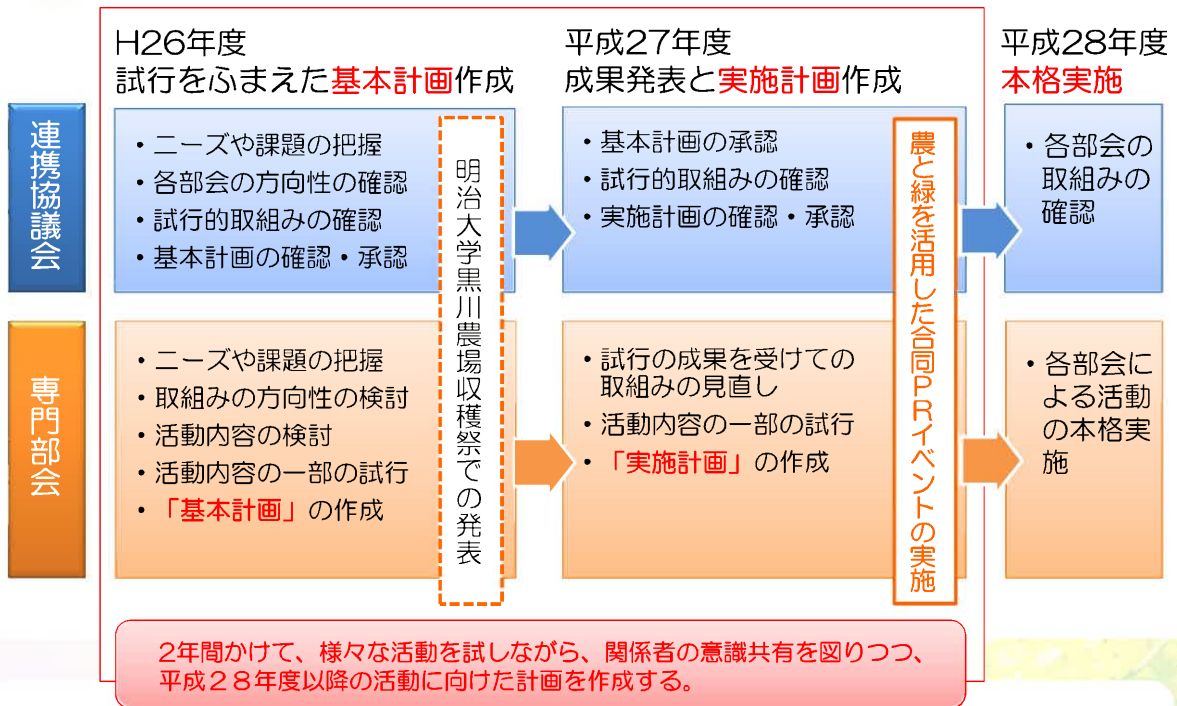 H26年度
試行をふまえた基本計画作成
平成27年度
成果発表と実施計画作成
平成28年度
本格実施
連携協議会
・ニーズや課題の把握
・各部会の方向性の確認
・試行的取組みの確認
・基本計画の確認・承認
明治大学黒川農場収穫祭での発表
・基本計画の承認
・試行的取組みの確認
・実施計画の確認・承認
農と緑を活用した合同PRイベントの実施
・各部会の
取組みの
確認
専門部会
・ニーズや課題の把握
・取組みの方向性の検討
・活動内容の検討
・活動内容の一部の試行
・「基本計画」の作成
・試行の成果を受けての
取組みの見直し
・活動内容の一部の試行
・「実施計画」の作成
・各部会に
よる活動
の本格実
施
2年間かけて、様々な活動を試しながら、関係者の意識共有を図りつつ、
平成28年度以降の活動に向けた計画を作成する。